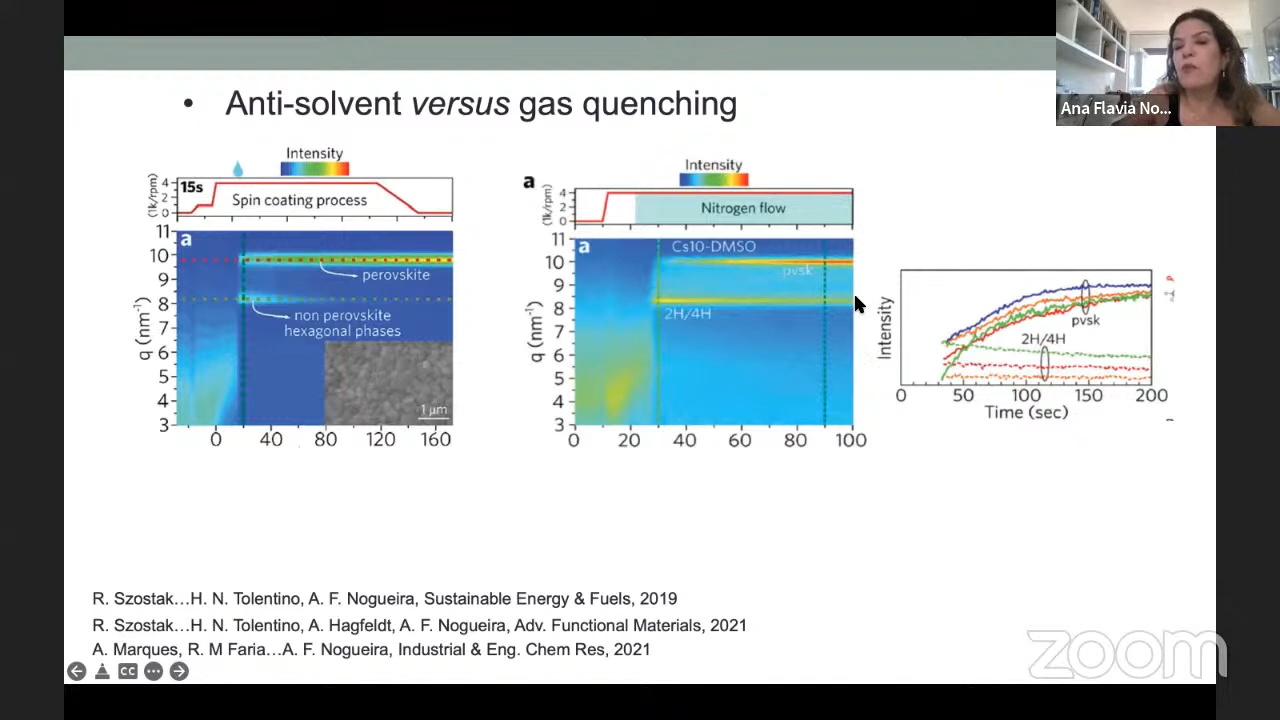 Ana Flavia No...
• Anti-solvent versus gas quenching
Intensity
4
2
0
(1k/rpm)
15s
Spin coating process
11
10
9
8
7
6
5
4
3
q (nm⁻¹)
a
perovskite
non perovskite
hexagonal phases
1 μm
0 40 80 120 160
a
Intensity
4
2
0
(1k/rpm)
Nitrogen flow
11
10
9
8
7
6
5
4
3
q (nm⁻¹)
a
Cs10-DMSO
pvsk
2H/4H
0 20 40 60 80 100
Intensity
pvsk
2H/4H
0 50 100 150 200
Time (sec)
R. Szostak…H. N. Tolentino, A. F. Nogueira, Sustainable Energy & Fuels, 2019
R. Szostak…H. N. Tolentino, A. Hagfeldt, A. F. Nogueira, Adv. Functional Materials, 2021
A. Marques, R. M Faria…A. F. Nogueira, Industrial & Eng. Chem Res, 2021
CC
zoom